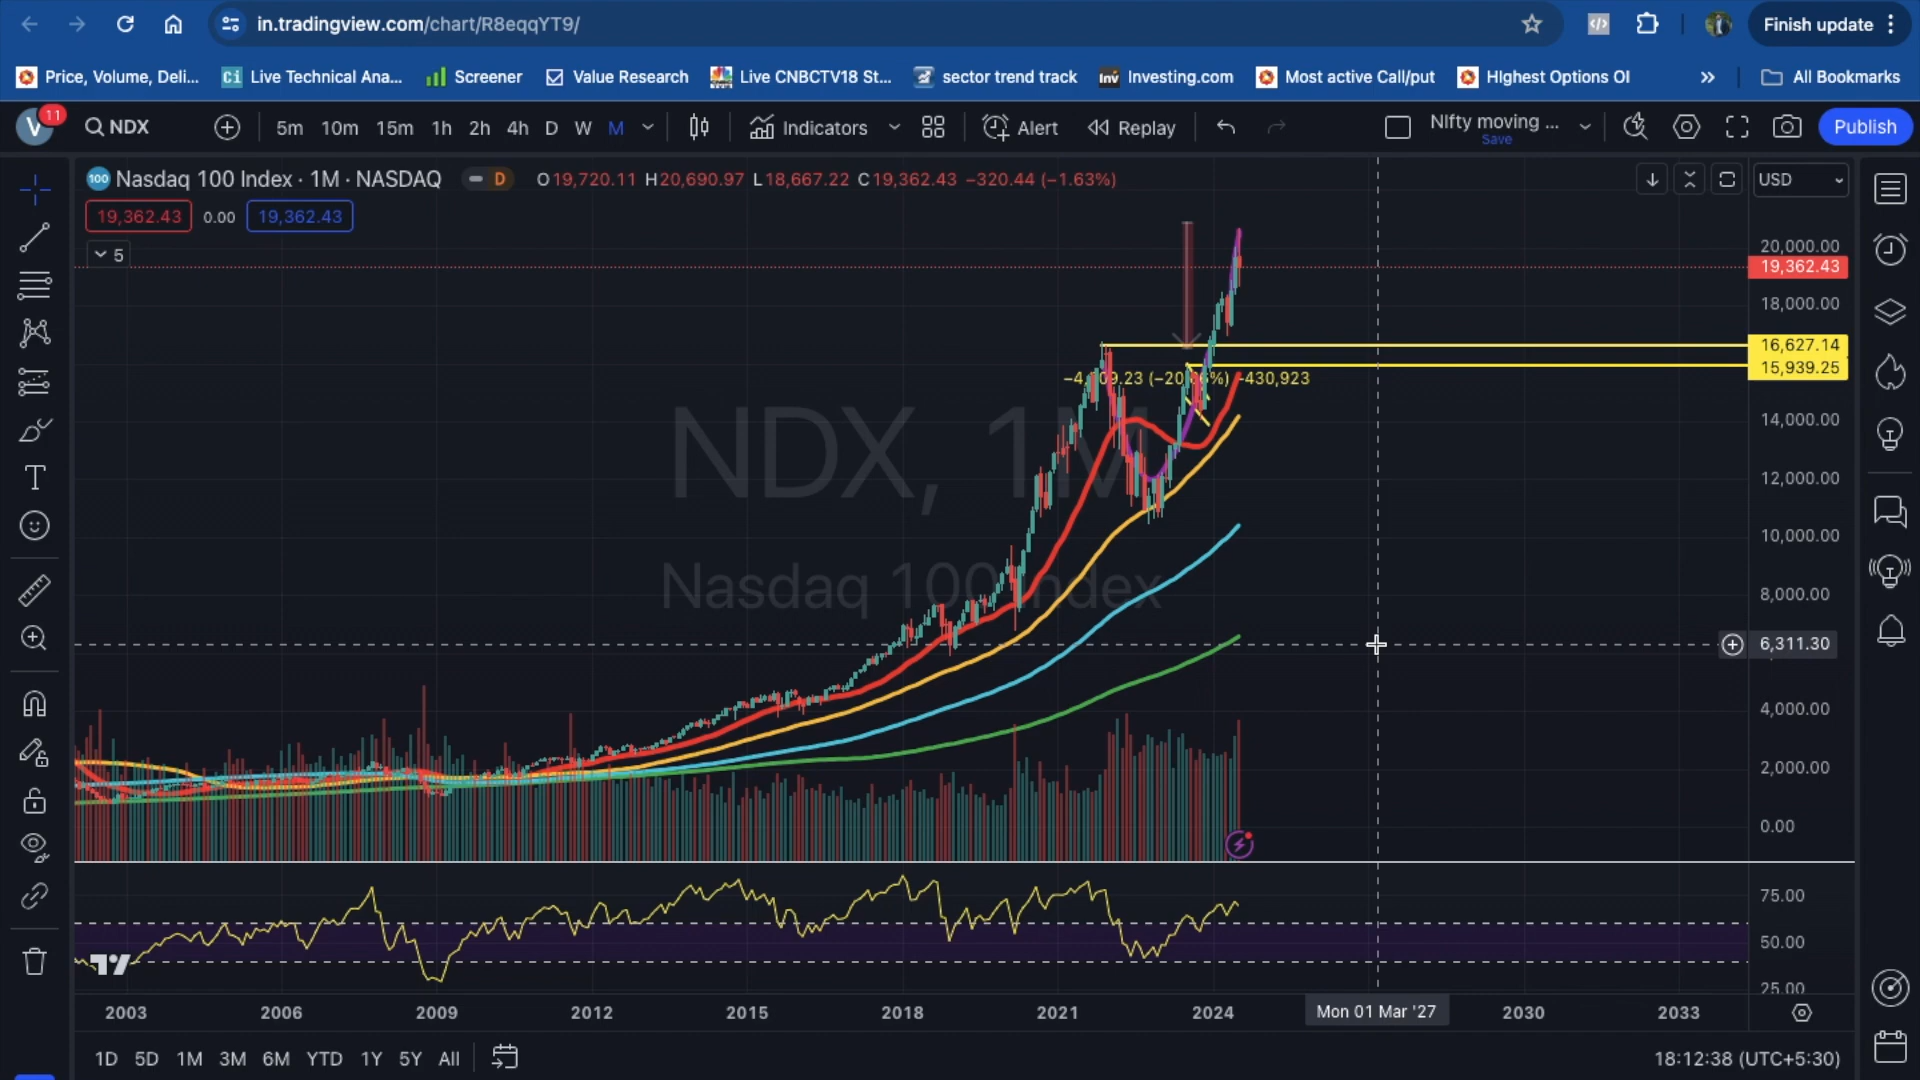 in.tradingview.com/chart/R8eqqYT9/
Finish update
Price, Volume, Deli...
Live Technical Ana...
Screener
Value Research
Live CNBCTV18 St...
sector trend track
Investing.com
Most active Call/put
HIghest Options OI
All Bookmarks
V 11
NDX
5m 10m 15m 1h 2h 4h D W M
Indicators
Alert
Replay
NIfty moving ...
Save
Publish
100 Nasdaq 100 Index · 1M · NASDAQ
D
O19,720.11 H20,690.97 L18,667.22 C19,362.43 −320.44 (−1.63%)
USD
19,362.43 0.00 19,362.43
5
20,000.00
19,362.43
18,000.00
16,627.14
15,939.25
14,000.00
12,000.00
10,000.00
8,000.00
6,311.30
4,000.00
2,000.00
0.00
−430,923
NDX, 1M
Nasdaq 100 Index
75.00
50.00
25.00
2003 2006 2009 2012 2015 2018 2021 2024 Mon 01 Mar '27 2030 2033
1D 5D 1M 3M 6M YTD 1Y 5Y All
18:12:38 (UTC+5:30)